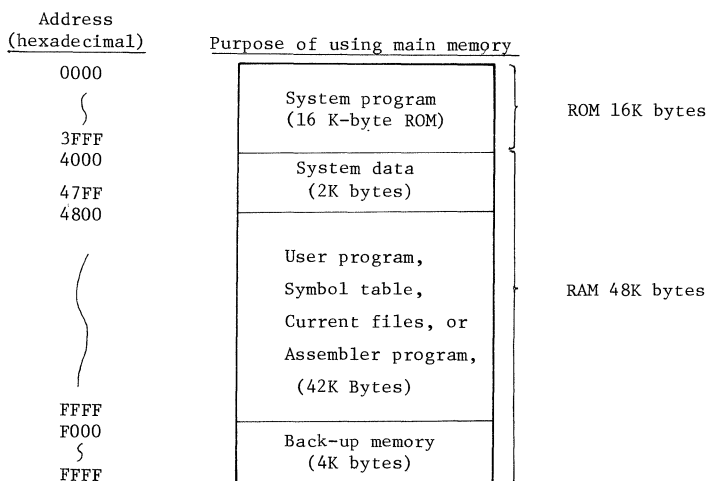 Address
(hexadecimal)
Purpose of using main memory
0000
System program
(16 K-byte ROM)
ROM 16K bytes
3FFF
4000
System data
(2K bytes)
47FF
4800
User program,
Symbol table,
Current files, or
Assembler program,
(42K Bytes)
RAM 48K bytes
FFFF
F000
Back-up memory
(4K bytes)
FFFF